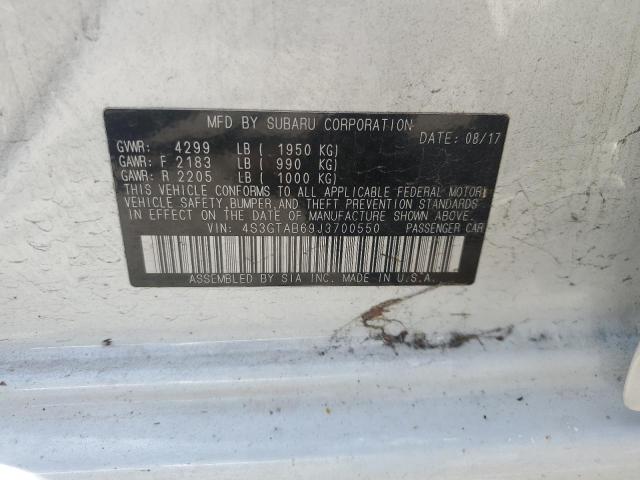 MFD BY SUBARU CORPORATION
DATE: 08/17
GVWR: 4299 LB ( 1950 KG)
GAWR: F 2183 LB ( 990 KG)
GAWR: R 2205 LB ( 1000 KG)
THIS VEHICLE CONFORMS TO ALL APPLICABLE FEDERAL MOTOR
VEHICLE SAFETY, BUMPER, AND THEFT PREVENTION STANDARDS
IN EFFECT ON THE DATE OF MANUFACTURE SHOWN ABOVE.
VIN: 4S3GTAB69J3700550 PASSENGER CAR
ASSEMBLED BY SIA INC. MADE IN U.S.A.